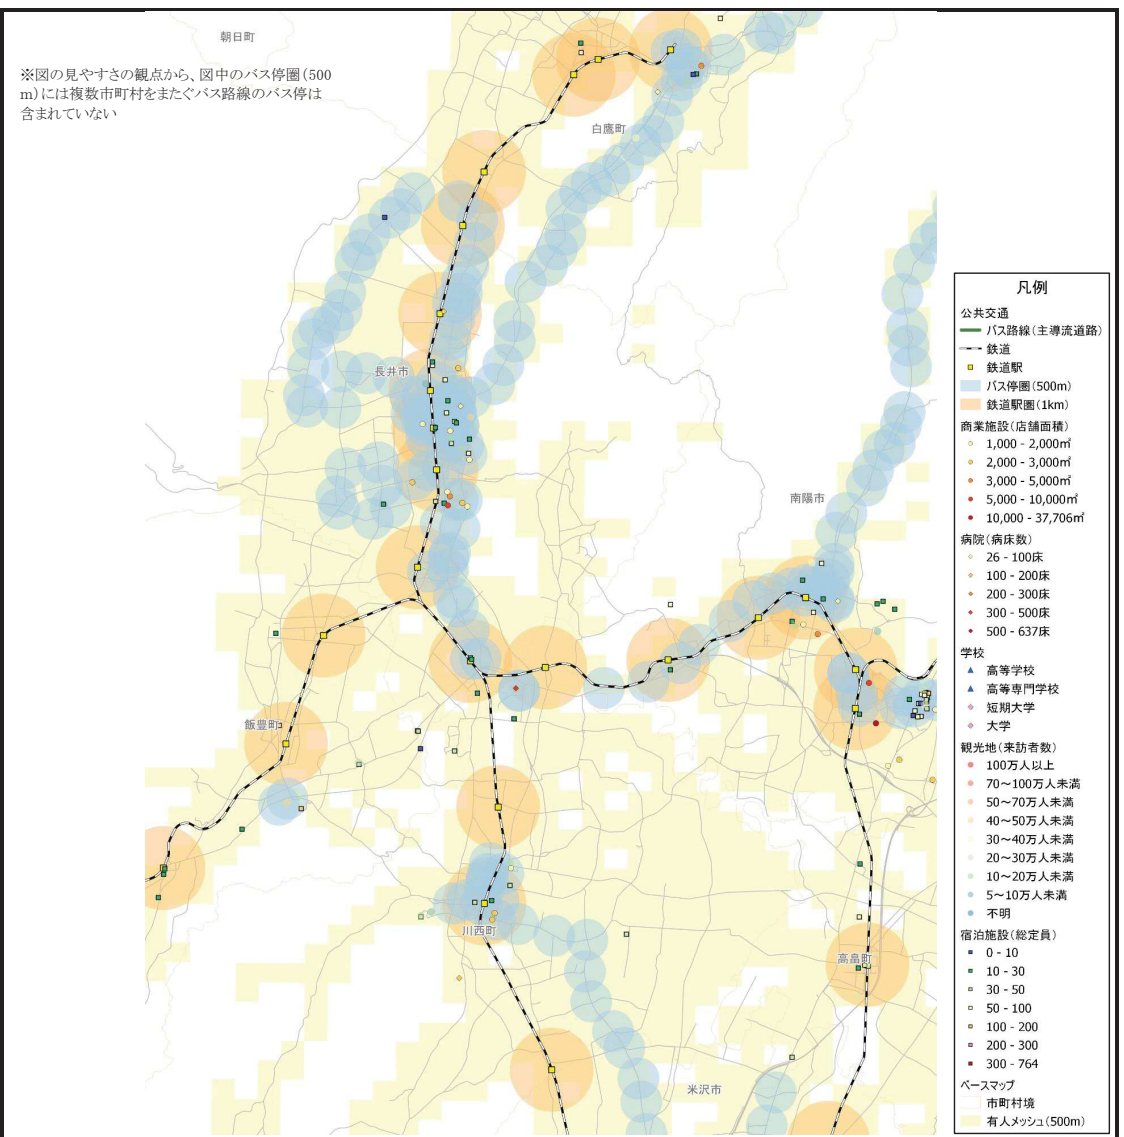 朝日町
※図の見やすさの観点から、図中のバス停圏(500
m)には複数市町村をまたぐバス路線のバス停は
含まれていない
白鷹町
長井市
南陽市
飯豊町
川西町
高畠町
米沢市
凡例
公共交通
バス路線(主導流道路)
鉄道
鉄道駅
バス停圏(500m)
鉄道駅圏(1km)
商業施設(店舗面積)
1,000 - 2,000㎡
2,000 - 3,000㎡
3,000 - 5,000㎡
5,000 - 10,000㎡
10,000 - 37,706㎡
病院(病床数)
26 - 100床
100 - 200床
200 - 300床
300 - 500床
500 - 637床
学校
高等学校
高等専門学校
短期大学
大学
観光地(来訪者数)
100万人以上
70～100万人未満
50～70万人未満
40～50万人未満
30～40万人未満
20～30万人未満
10～20万人未満
5～10万人未満
不明
宿泊施設(総定員)
0 - 10
10 - 30
30 - 50
50 - 100
100 - 200
200 - 300
300 - 764
ベースマップ
市町村境
有人メッシュ(500m)